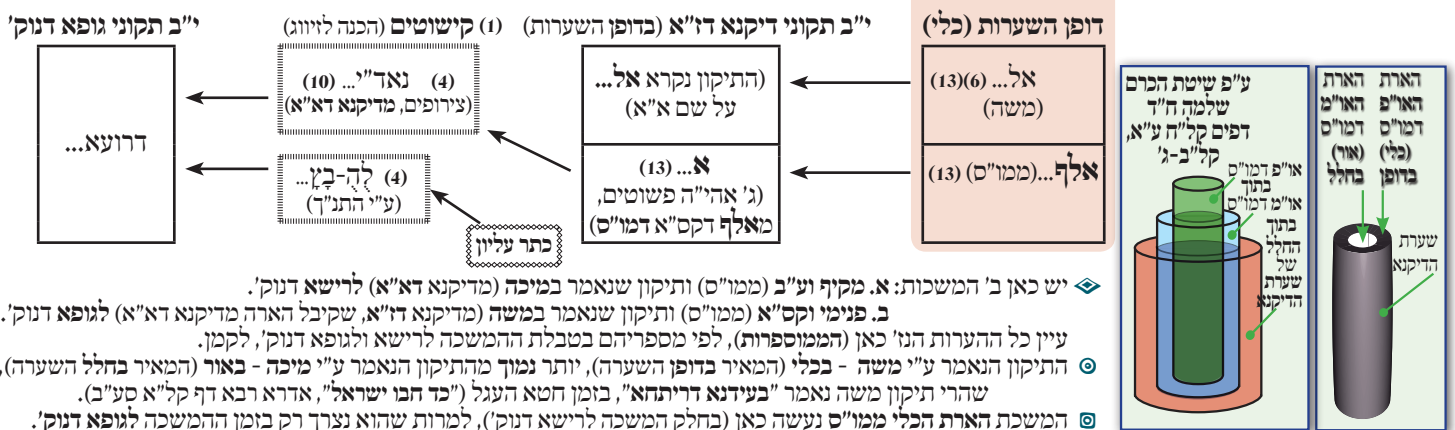 דופן השערות (כלי)
אל... (6)(13)
(משה)
אלף...(ממו"ס) (13)
י"ב תקוני דיקנא דז"א (בדופן השערות)
(התיקון נקרא אל...
על שם א"א)
א... (13)
(ג' אהי"ה פשוטים,
מאלף דקס"א דמו"ס)
(1) קישוטים (הכנה לזיווג)
(4) נאד"י... (10)
(צירופים, מדיקנא דא"א)
(4) לְהָ-בָץָ...
(ע"י התנ"ך)
כתר עליון
י"ב תקוני גופא דנוק'
דרועא...
הארת האו"פ דמו"ס (כלי) בדופן
הארת האו"מ דמו"ס (אור) בחלל
שערת
הדיקנא
ע"פ שיטת הכרם
שלמה ח"ד
דפים קל"ה ע"א,
קל"ב-ג'
או"פ דמו"ס
בתוך
או"מ דמו"ס
בתוך
החלל
של
שערת
הדיקנא
יש כאן ב' המשכות: א. מקיף וע"ב (ממו"ס) ותיקון שנאמר במיכה (מדיקנא דא"א) לרישא דנוק'.
ב. פנימי וקס"א (ממו"ס) ותיקון שנאמר במשה (מדיקנא דז"א, שקיבל הארה מדיקנא דא"א) לגופא דנוק'.
עיין כל ההערות הנז' כאן (הממוספרות), לפי מספריהם בטבלת ההמשכה לרישא ולגופא דנוק', לקמן.
התיקון הנאמר ע"י משה - בכלי (המאיר בדופן השערה), יותר נמוך מהתיקון הנאמר ע"י מיכה - באור (המאיר בחלל השערה),
שהרי תיקון משה נאמר "בעידנא דריתחא", בזמן חטא העגל ("כד חבו ישראל", אדרא רבא דף קל"א סע"ב).
המשכת הארת הכלי ממו"ס נעשה כאן (בחלק המשכה לרישא דנוק'), למרות שהוא נצרך רק בזמן ההמשכה לגופא דנוק'.